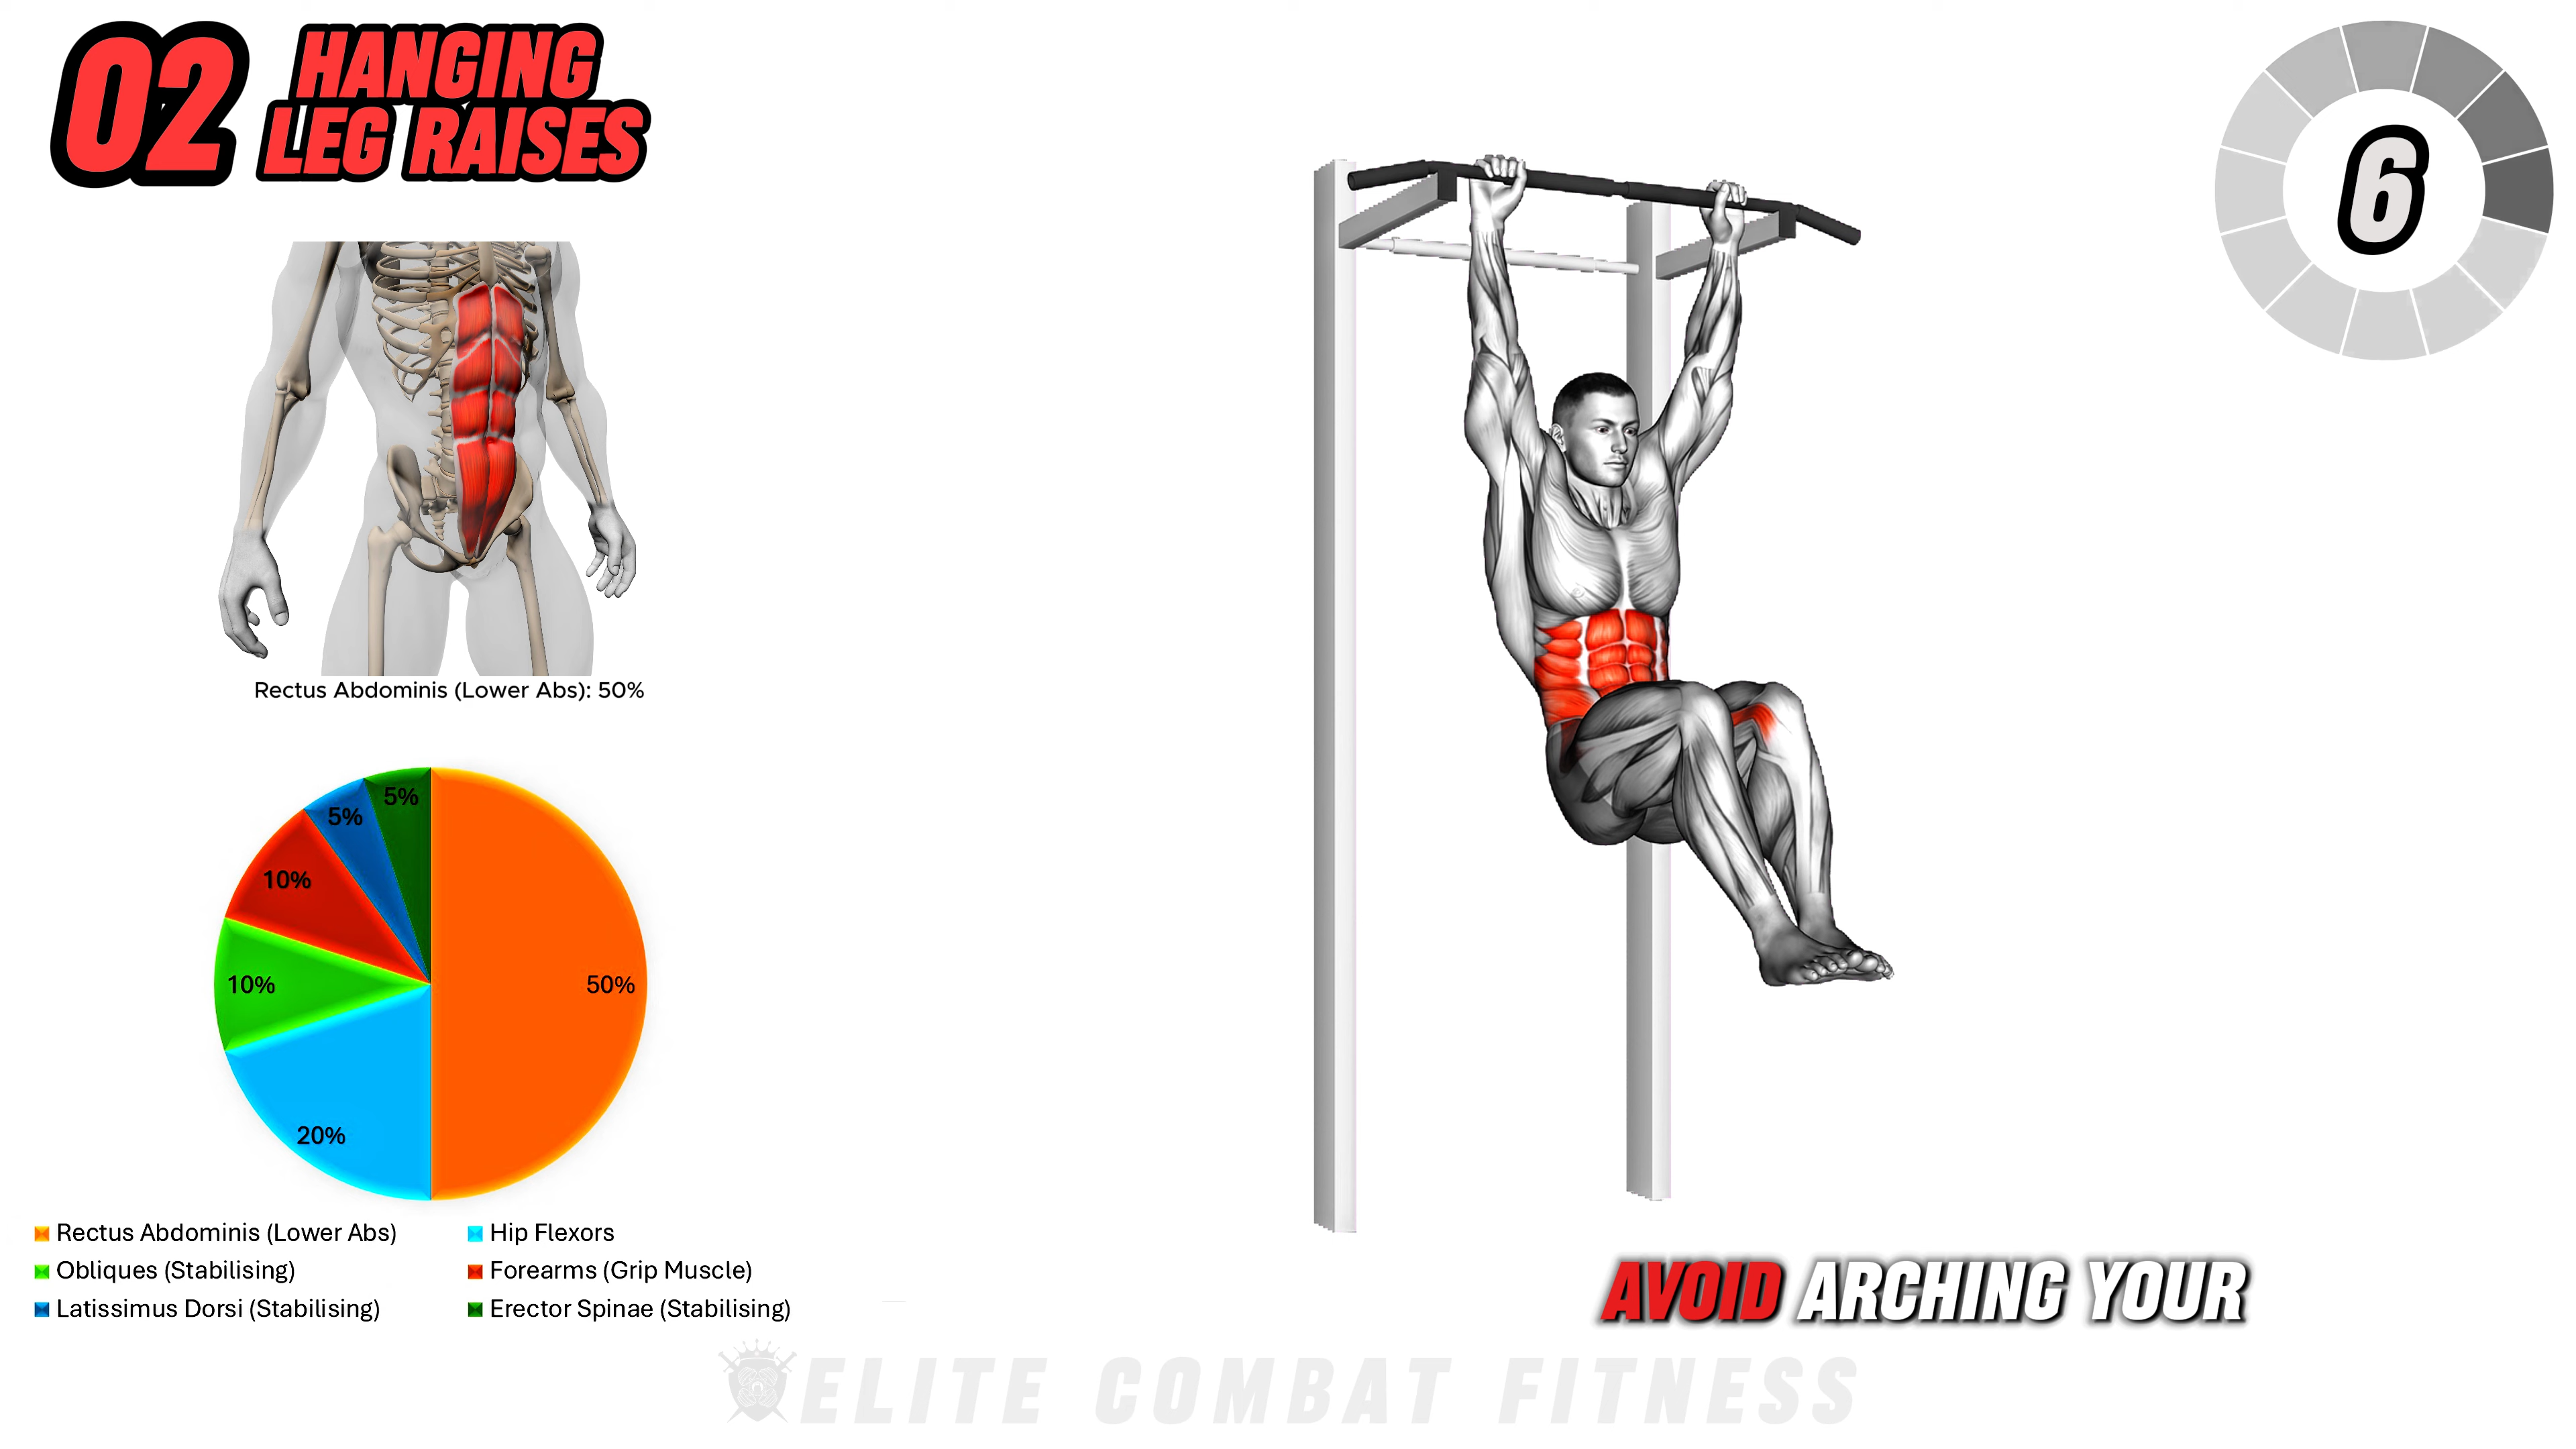 02
HANGING
LEG RAISES
6
Rectus Abdominis (Lower Abs): 50%
5%
5%
10%
10%
50%
20%
Rectus Abdominis (Lower Abs)
Hip Flexors
Obliques (Stabilising)
Forearms (Grip Muscle)
Latissimus Dorsi (Stabilising)
Erector Spinae (Stabilising)
AVOID ARCHING YOUR
ELITE COMBAT FITNESS